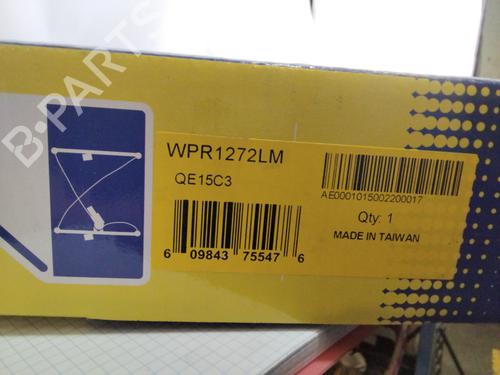 B-PARTS
WPR1272LM
QE15C3
6 09843 75547 6
AE0001015002200017
Qty: 1
MADE IN TAIWAN